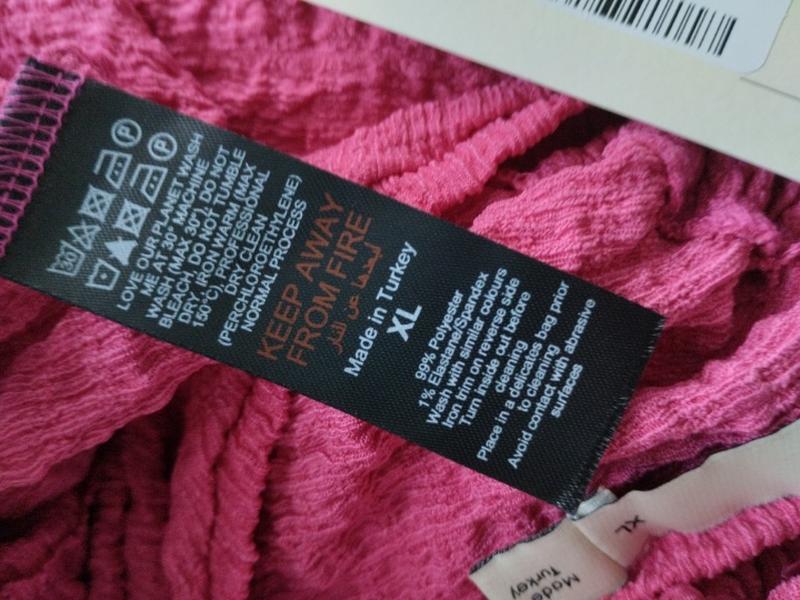 30
P
P
LOVE OUR PLANET WASH
ME AT 30° MACHINE
WASH (MAX 30°), DO NOT
BLEACH, DO NOT TUMBLE
DRY, IRON WARM (MAX
150°C), PROFESSIONAL
DRY CLEAN
(PERCHLOROETHYLENE)
NORMAL PROCESS
KEEP AWAY
FROM FIRE
ابعدها عن النار
Made in Turkey
XL
99% Polyester
1% Elastane/Spandex
Wash with similar colours
Iron trim on reverse side
Turn inside out before
cleaning
Place in a delicates bag prior
to cleaning
Avoid contact with abrasive
surfaces
XL
Made
Turkey